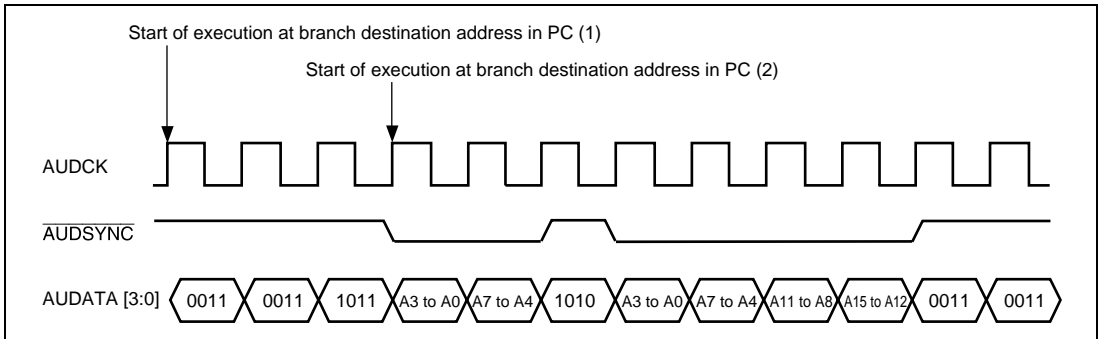 Start of execution at branch destination address in PC (1)
Start of execution at branch destination address in PC (2)
AUDCK
AUDSYNC
AUDATA [3:0] 0011 0011 1011 A3 to A0 A7 to A4 1010 A3 to A0 A7 to A4 A11 to A8 A15 to A12 0011 0011